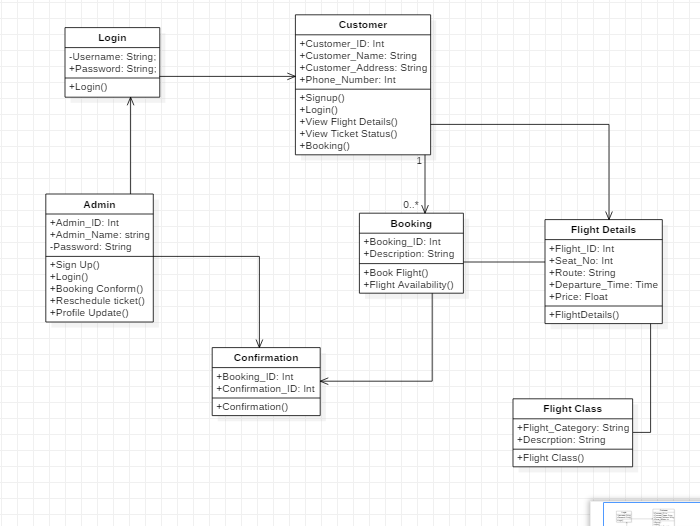 Login
-Username: String;
+Password: String;
+Login()
Customer
+Customer_ID: Int
+Customer_Name: String
+Customer_Address: String
+Phone_Number: Int
+Signup()
+Login()
+View Flight Details()
+View Ticket Status()
+Booking()
1
0..*
Admin
+Admin_ID: Int
+Admin_Name: string
-Password: String
+Sign Up()
+Login()
+Booking Conform()
+Reschedule ticket()
+Profile Update()
Booking
+Booking_ID: Int
+Description: String
+Book Flight()
+Flight Availability()
Flight Details
+Flight_ID: Int
+Seat_No: Int
+Route: String
+Departure_Time: Time
+Price: Float
+FlightDetails()
Confirmation
+Booking_ID: Int
+Confirmation_ID: Int
+Confirmation()
Flight Class
+Flight_Category: String
+Descrption: String
+Flight Class()